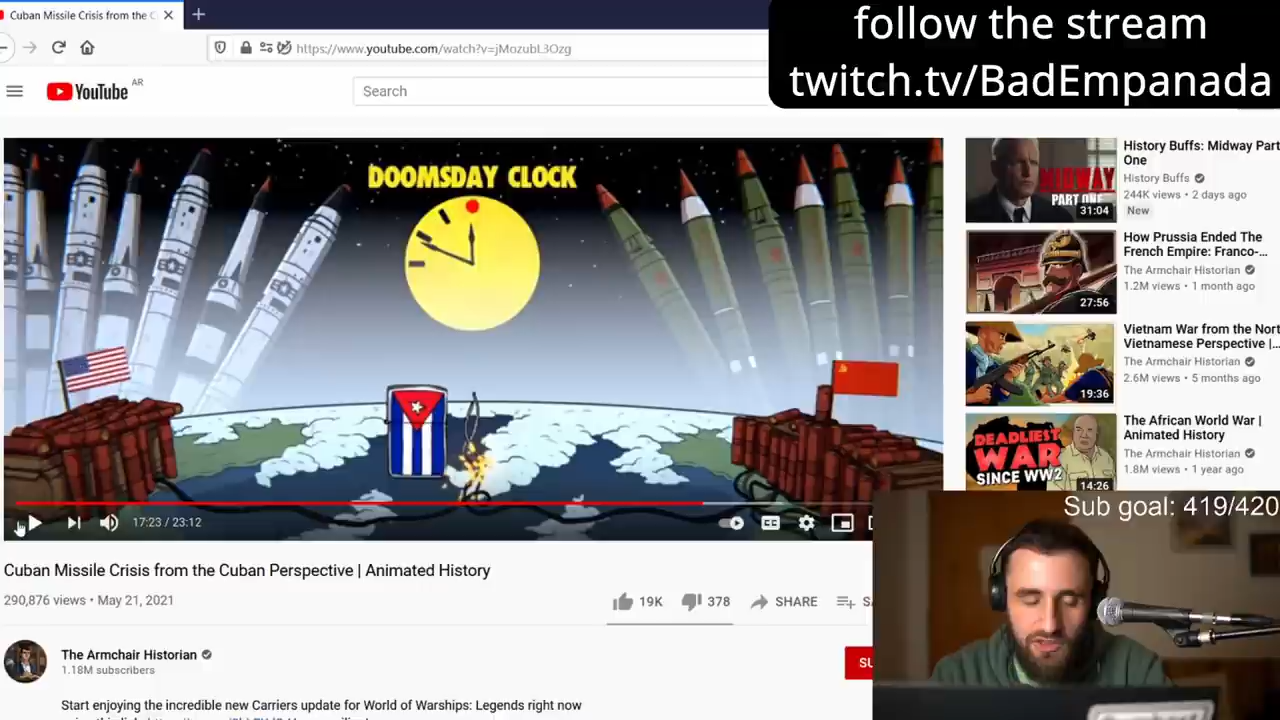 Cuban Missile Crisis from the C
follow the stream
twitch.tv/BadEmpanada
https://www.youtube.com/watch?v=jMozubL3Ozg
YouTube AR
Search
DOOMSDAY CLOCK
History Buffs: Midway Part
One
History Buffs
244K views • 2 days ago
New
MIDWAY
PART ONE
31:04
How Prussia Ended The
French Empire: Franco-...
The Armchair Historian
1.2M views • 1 month ago
27:56
Vietnam War from the Nort
Vietnamese Perspective |...
The Armchair Historian
2.6M views • 5 months ago
19:36
The African World War |
Animated History
The Armchair Historian
1.8M views • 1 year ago
DEADLIEST
WAR
SINCE WW2
14:26
17:23 / 23:12
CC
Sub goal: 419/420
Cuban Missile Crisis from the Cuban Perspective | Animated History
290,876 views • May 21, 2021
19K
378
SHARE
SA
The Armchair Historian
1.18M subscribers
SU
Start enjoying the incredible new Carriers update for World of Warships: Legends right now